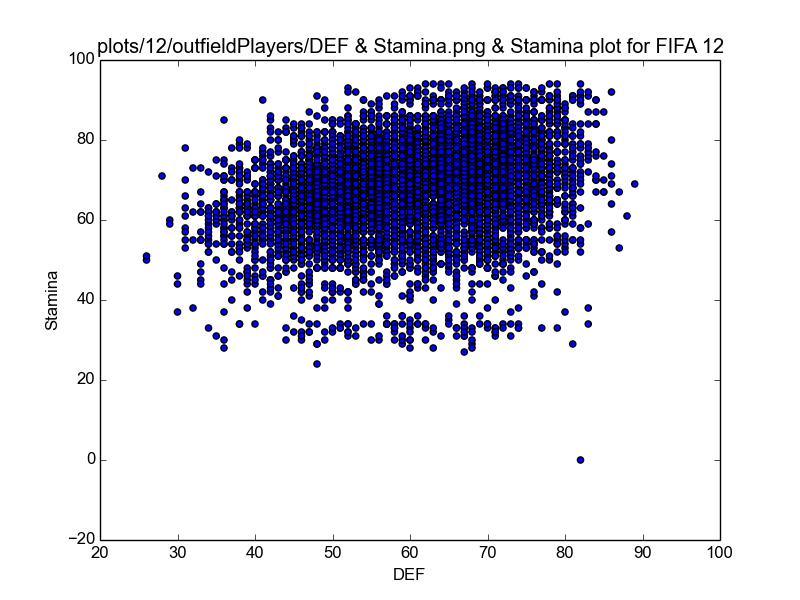 plots/12/outfieldPlayers/DEF & Stamina.png & Stamina plot for FIFA 12
100
80
60
40
20
0
−20
Stamina
20 30 40 50 60 70 80 90 100
DEF